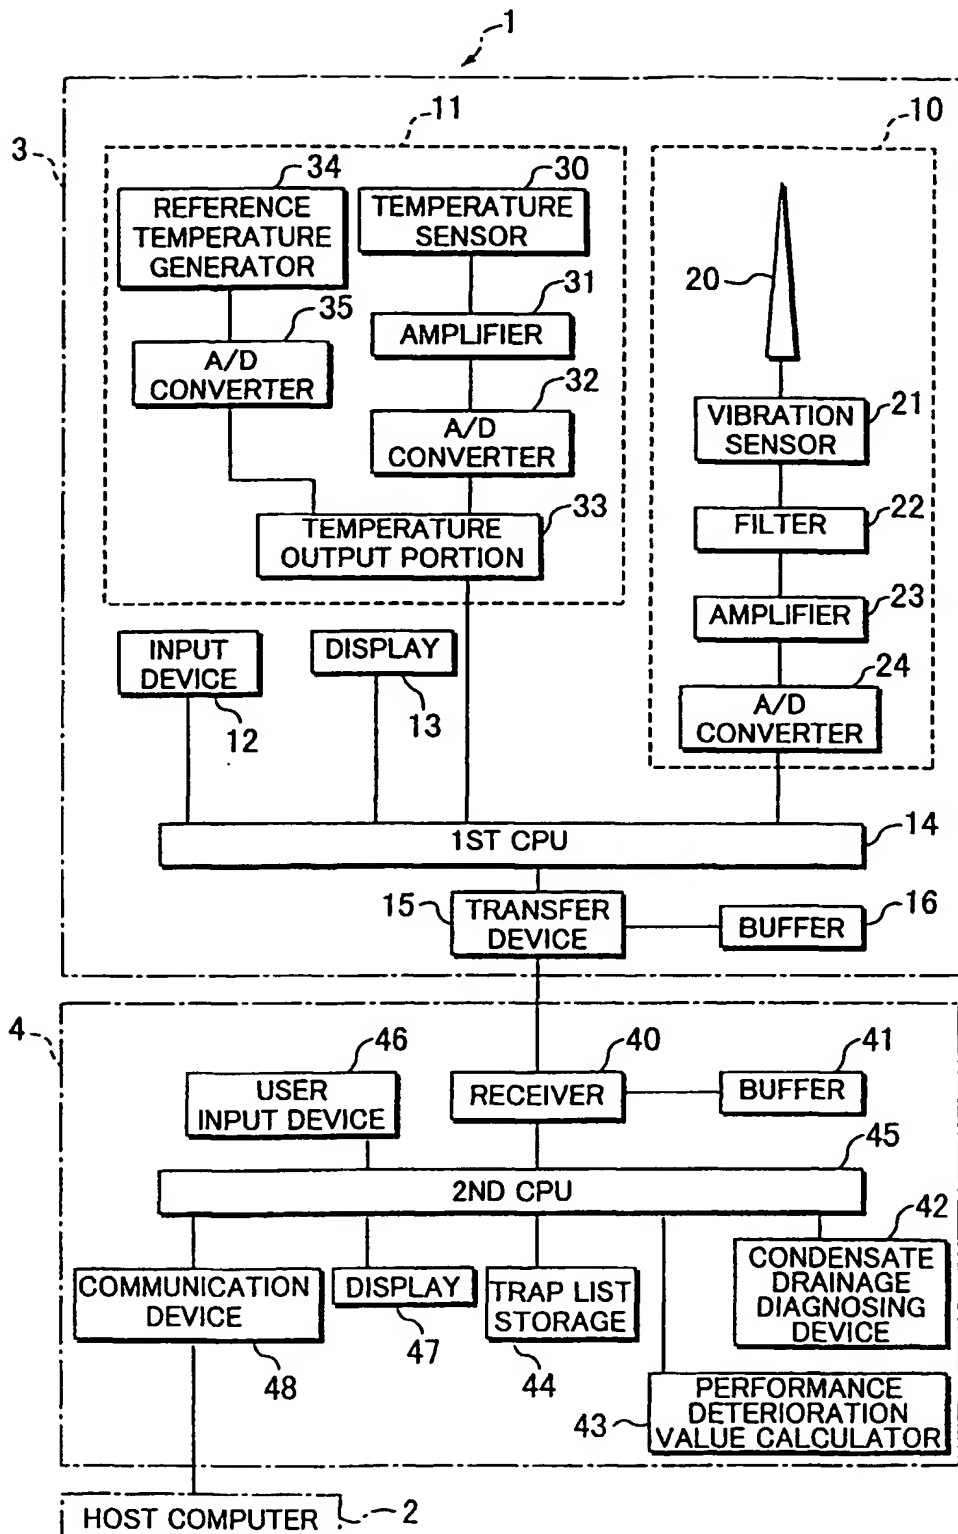 1
3
11
10
34
30
REFERENCE
TEMPERATURE
GENERATOR
TEMPERATURE
SENSOR
20
35
31
A/D
CONVERTER
AMPLIFIER
32
A/D
CONVERTER
VIBRATION
SENSOR
21
33
TEMPERATURE
OUTPUT PORTION
FILTER
22
AMPLIFIER
23
INPUT
DEVICE
12
DISPLAY
13
24
A/D
CONVERTER
1ST CPU
14
15
TRANSFER
DEVICE
BUFFER
16
4
46
40
41
USER
INPUT DEVICE
RECEIVER
BUFFER
45
2ND CPU
42
COMMUNICATION
DEVICE
48
DISPLAY
47
TRAP LIST
STORAGE
44
CONDENSATE
DRAINAGE
DIAGNOSING
DEVICE
43
PERFORMANCE
DETERIORATION
VALUE CALCULATOR
HOST COMPUTER
2